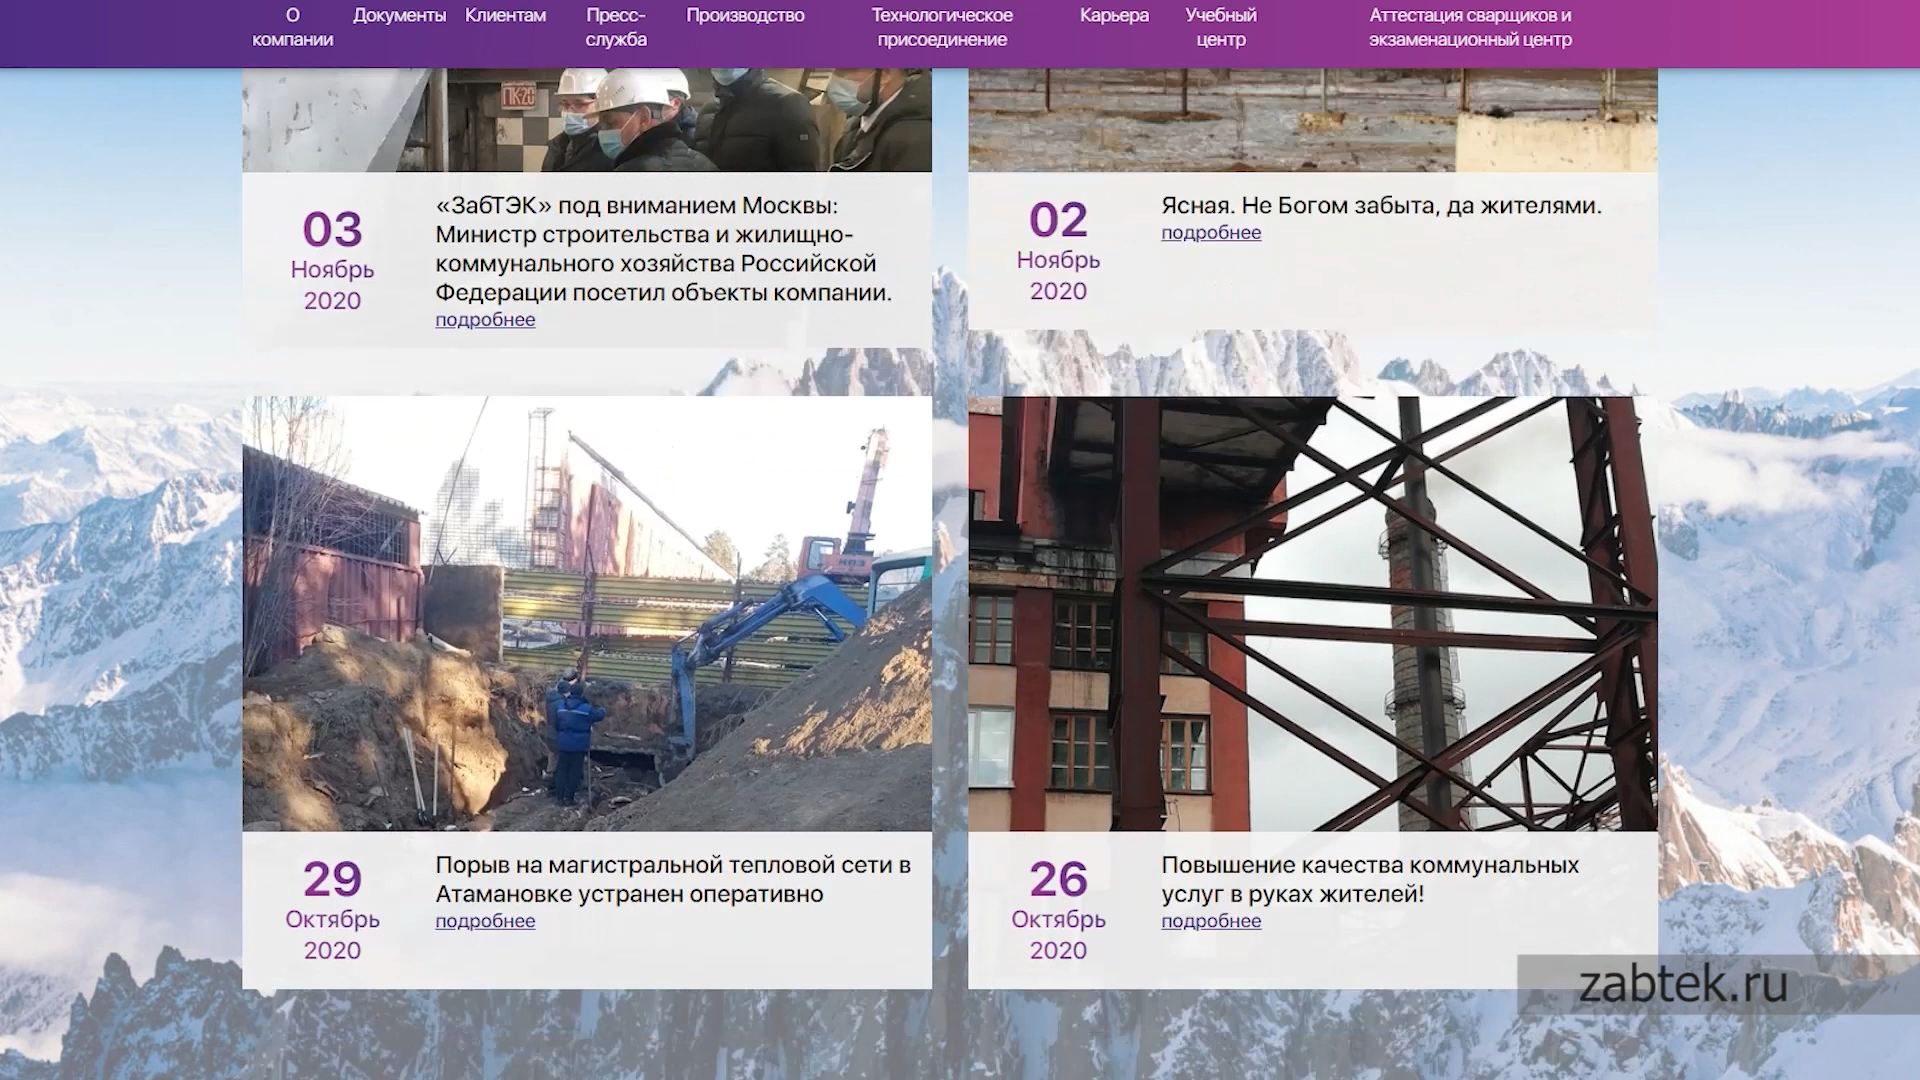 О
компании
Документы
Клиентам
Пресс-
служба
Производство
Технологическое
присоединение
Карьера
Учебный
центр
Аттестация сварщиков и
экзаменационный центр
ПК-20
03
Ноябрь
2020
«ЗабТЭК» под вниманием Москвы:
Министр строительства и жилищно-
коммунального хозяйства Российской
Федерации посетил объекты компании.
подробнее
02
Ноябрь
2020
Ясная. Не Богом забыта, да жителями.
подробнее
29
Октябрь
2020
Порыв на магистральной тепловой сети в
Атамановке устранен оперативно
подробнее
26
Октябрь
2020
Повышение качества коммунальных
услуг в руках жителей!
подробнее
zabtek.ru